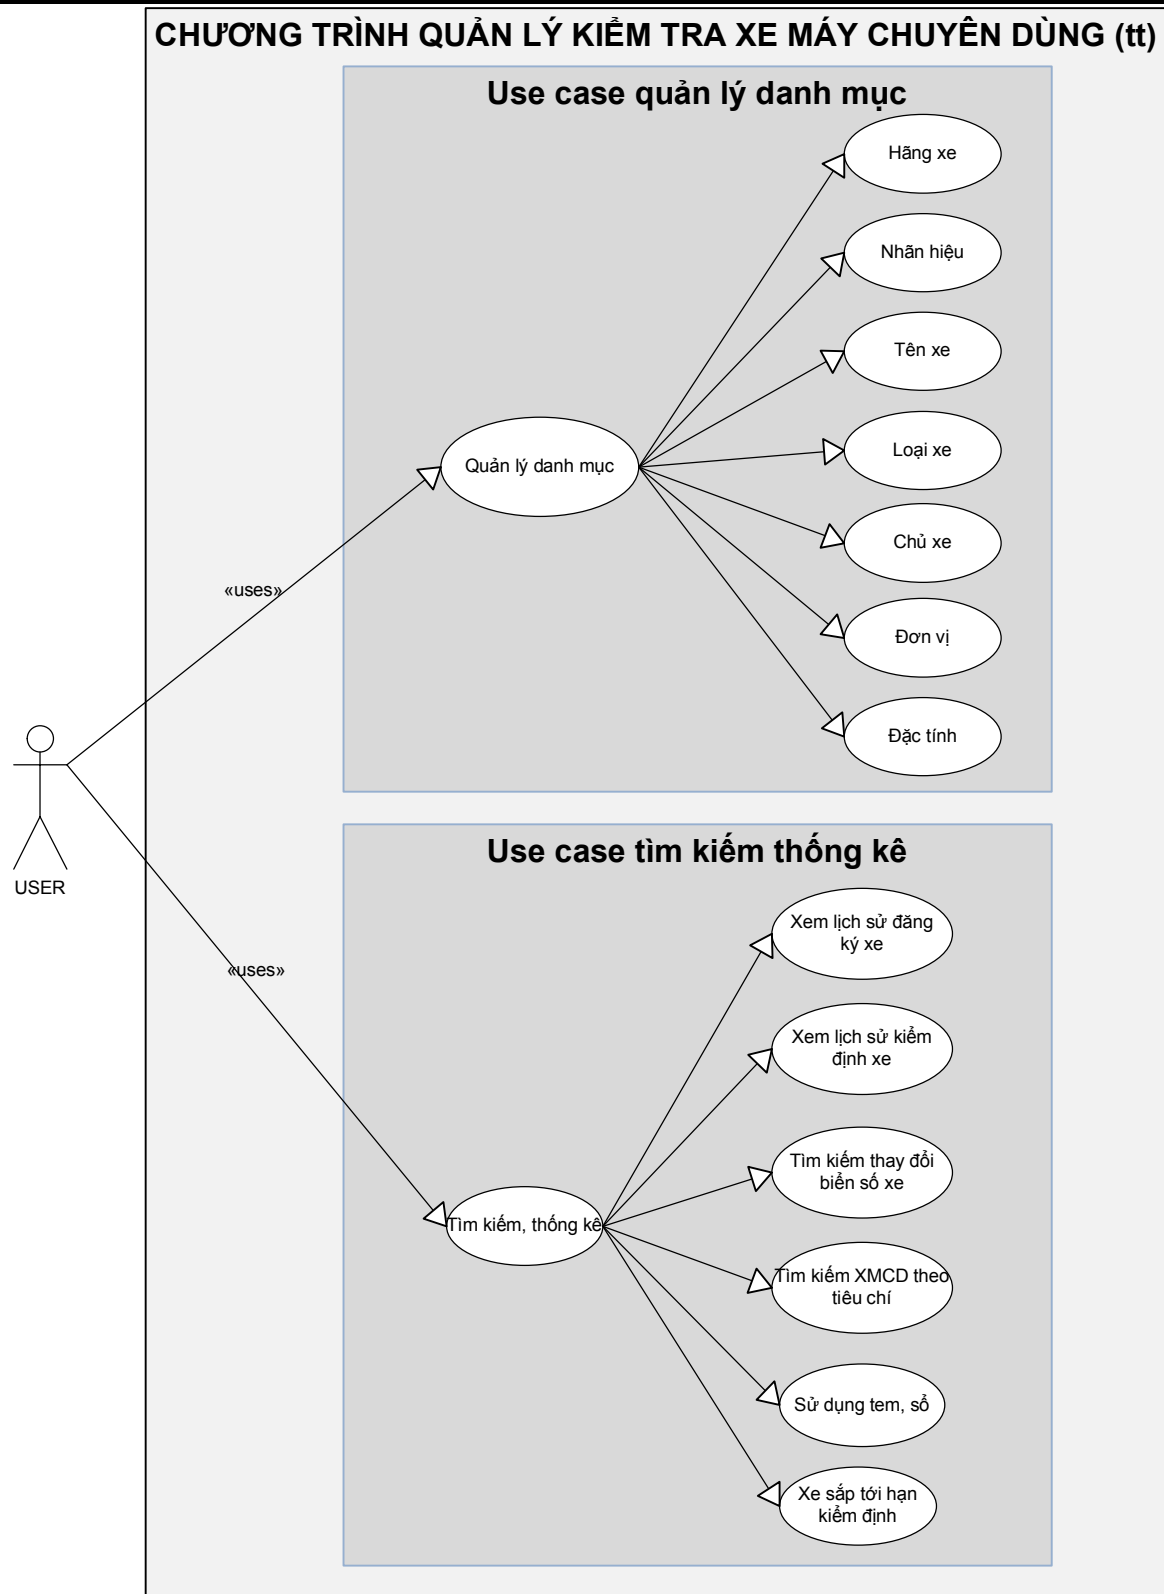 CHƯƠNG TRÌNH QUẢN LÝ KIỂM TRA XE MÁY CHUYÊN DÙNG (tt)
Use case quản lý danh mục
Hãng xe
Nhãn hiệu
Tên xe
Loại xe
Quản lý danh mục
Chủ xe
«uses»
Đơn vị
Đặc tính
USER
Use case tìm kiếm thống kê
Xem lịch sử đăng
ký xe
«uses»
Xem lịch sử kiểm
định xe
Tìm kiếm thay đổi
biển số xe
Tìm kiếm, thống kê
Tìm kiếm XMCD theo
tiêu chí
Sử dụng tem, sổ
Xe sắp tới hạn
kiểm định